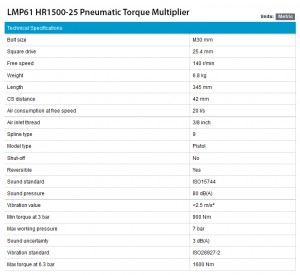 LMP61 HR1500-25 Pneumatic Torque Multiplier
Units: Metric
Technical Specifications
Bolt size M30 mm
Square drive 25.4 mm
Free speed 140 r/min
Weight 6.8 kg
Length 345 mm
CS distance 42 mm
Air consumption at free speed 20 l/s
Air inlet thread 3/8 inch
Spline type 9
Model type Pistol
Shut-off No
Reversible Yes
Sound standard ISO15744
Sound pressure 80 dB(A)
Vibration value <2.5 m/s²
Min torque at 3 bar 800 Nm
Max working pressure 7 bar
Sound uncertainty 3 dB(A)
Vibration standard ISO28927-2
Max torque at 6.3 bar 1600 Nm